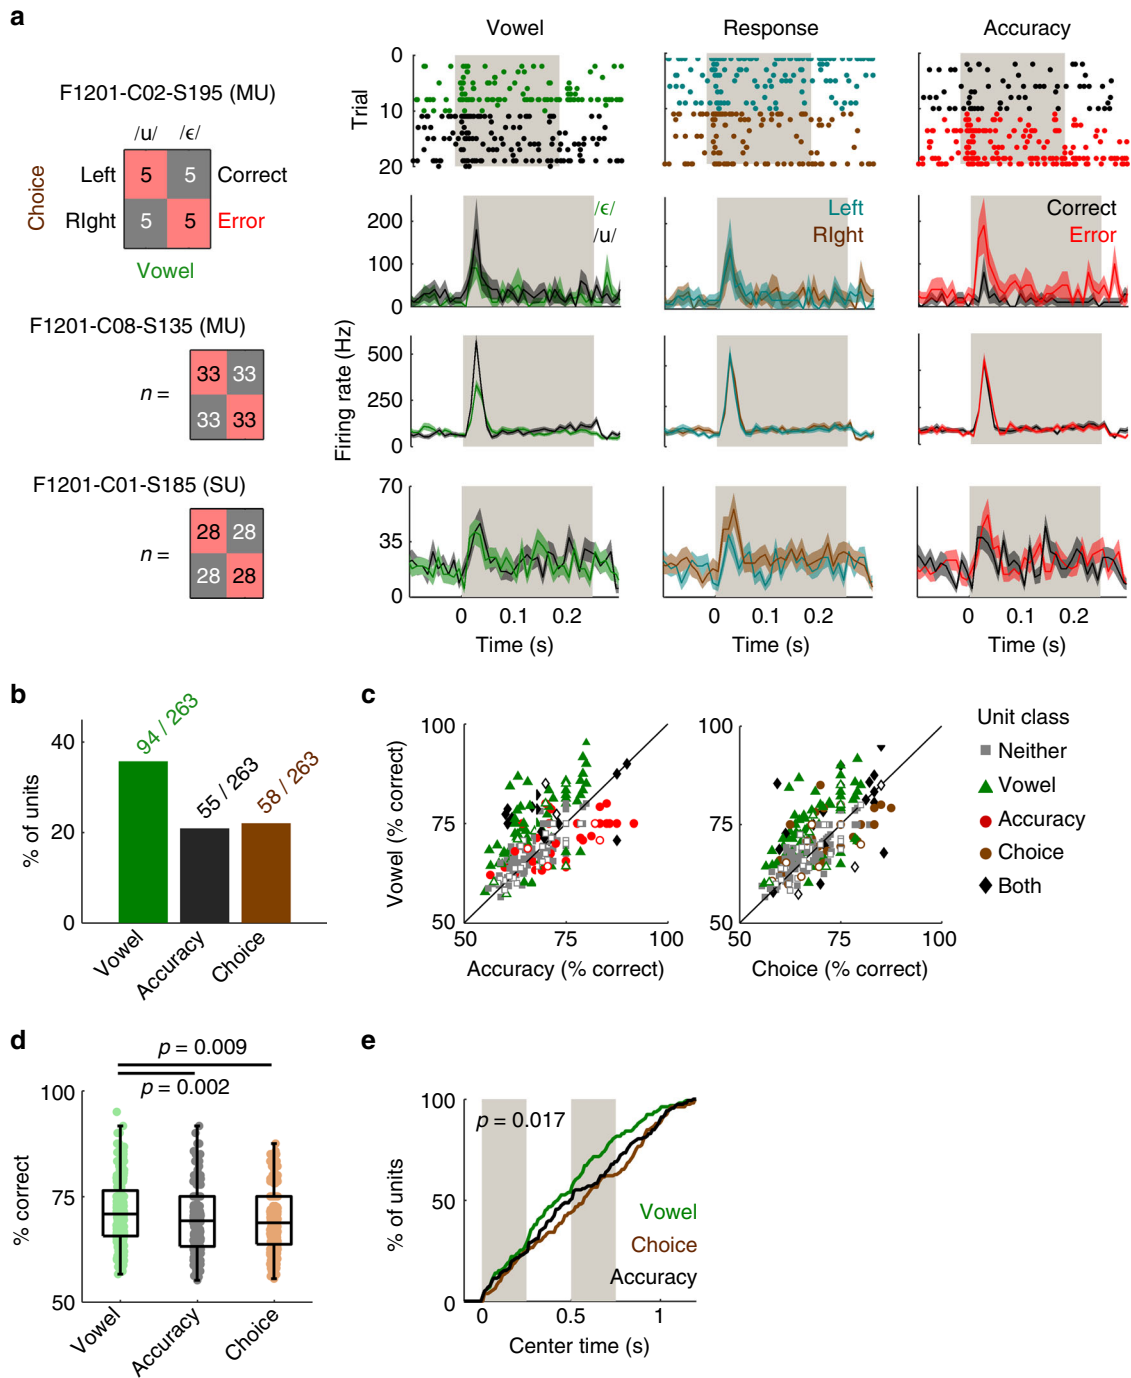 a
Vowel
Response
Accuracy
F1201-C02-S195 (MU)
/u/ /ϵ/
Choice
Left 5 5 Correct
RIght 5 5 Error
Vowel
Trial
0
10
20
Firing rate (Hz)
200
100
0
/ϵ/
/u/
Left
RIght
Correct
Error
F1201-C08-S135 (MU)
n =
33 33
33 33
500
250
0
F1201-C01-S185 (SU)
n =
28 28
28 28
70
35
0
0 0.1 0.2
Time (s)
0 0.1 0.2
Time (s)
0 0.1 0.2
Time (s)
b
% of units
40
20
0
94 / 263
55 / 263
58 / 263
Vowel
Accuracy
Choice
c
Vowel (% correct)
100
75
50
50 75 100
Accuracy (% correct)
100
75
50
50 75 100
Choice (% correct)
Unit class
Neither
Vowel
Accuracy
Choice
Both
d
p = 0.009
p = 0.002
% correct
100
75
50
Vowel
Accuracy
Choice
e
% of units
100
50
0
p = 0.017
Vowel
Choice
Accuracy
0 0.5 1
Center time (s)